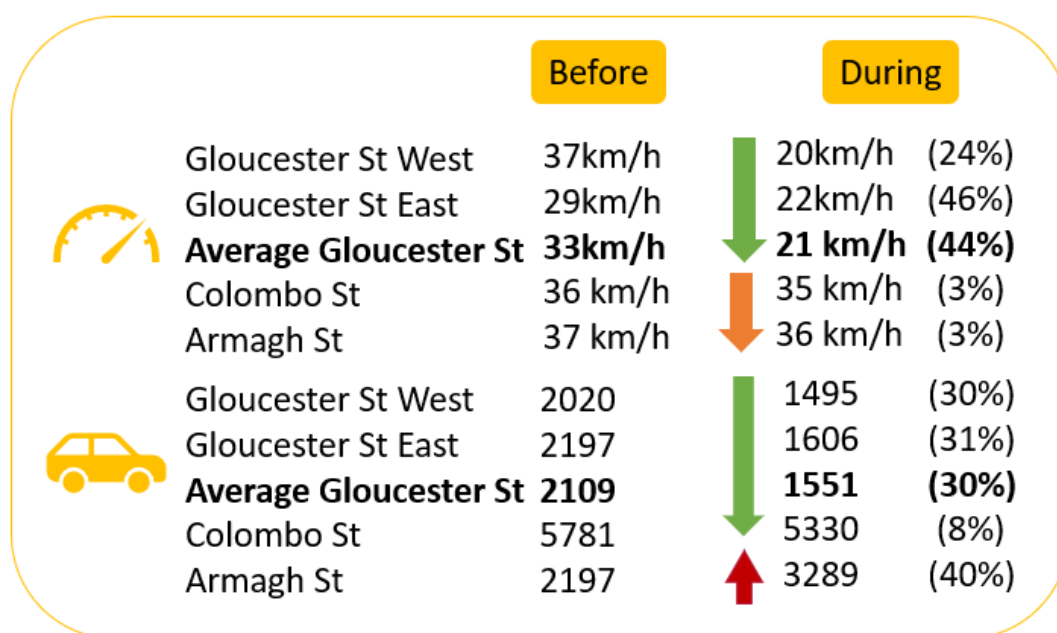 Before During
Gloucester St West 37km/h 20km/h (24%)
Gloucester St East 29km/h 22km/h (46%)
Average Gloucester St 33km/h 21 km/h (44%)
Colombo St 36 km/h 35 km/h (3%)
Armagh St 37 km/h 36 km/h (3%)
Gloucester St West 2020 1495 (30%)
Gloucester St East 2197 1606 (31%)
Average Gloucester St 2109 1551 (30%)
Colombo St 5781 5330 (8%)
Armagh St 2197 3289 (40%)